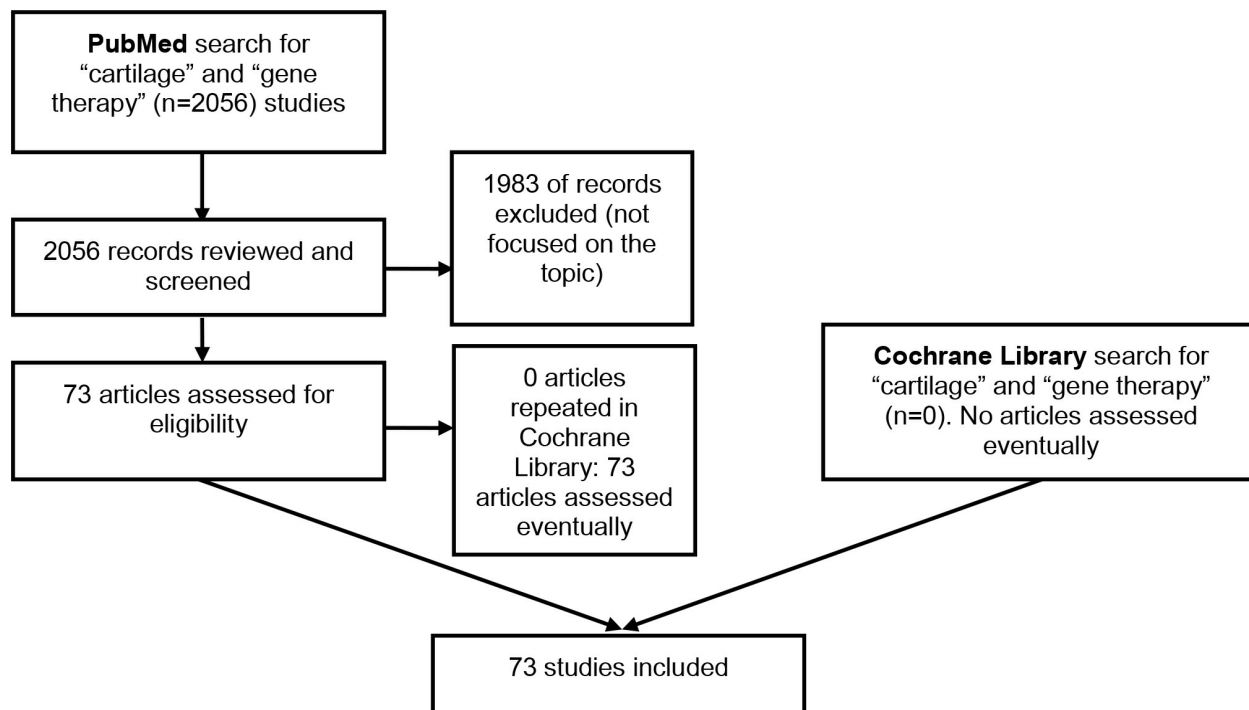 PubMed search for
“cartilage” and “gene
therapy” (n=2056) studies
2056 records reviewed and
screened
1983 of records
excluded (not
focused on the
topic)
73 articles assessed for
eligibility
0 articles
repeated in
Cochrane
Library: 73
articles assessed
eventually
Cochrane Library search for
“cartilage” and “gene therapy”
(n=0). No articles assessed
eventually
73 studies included